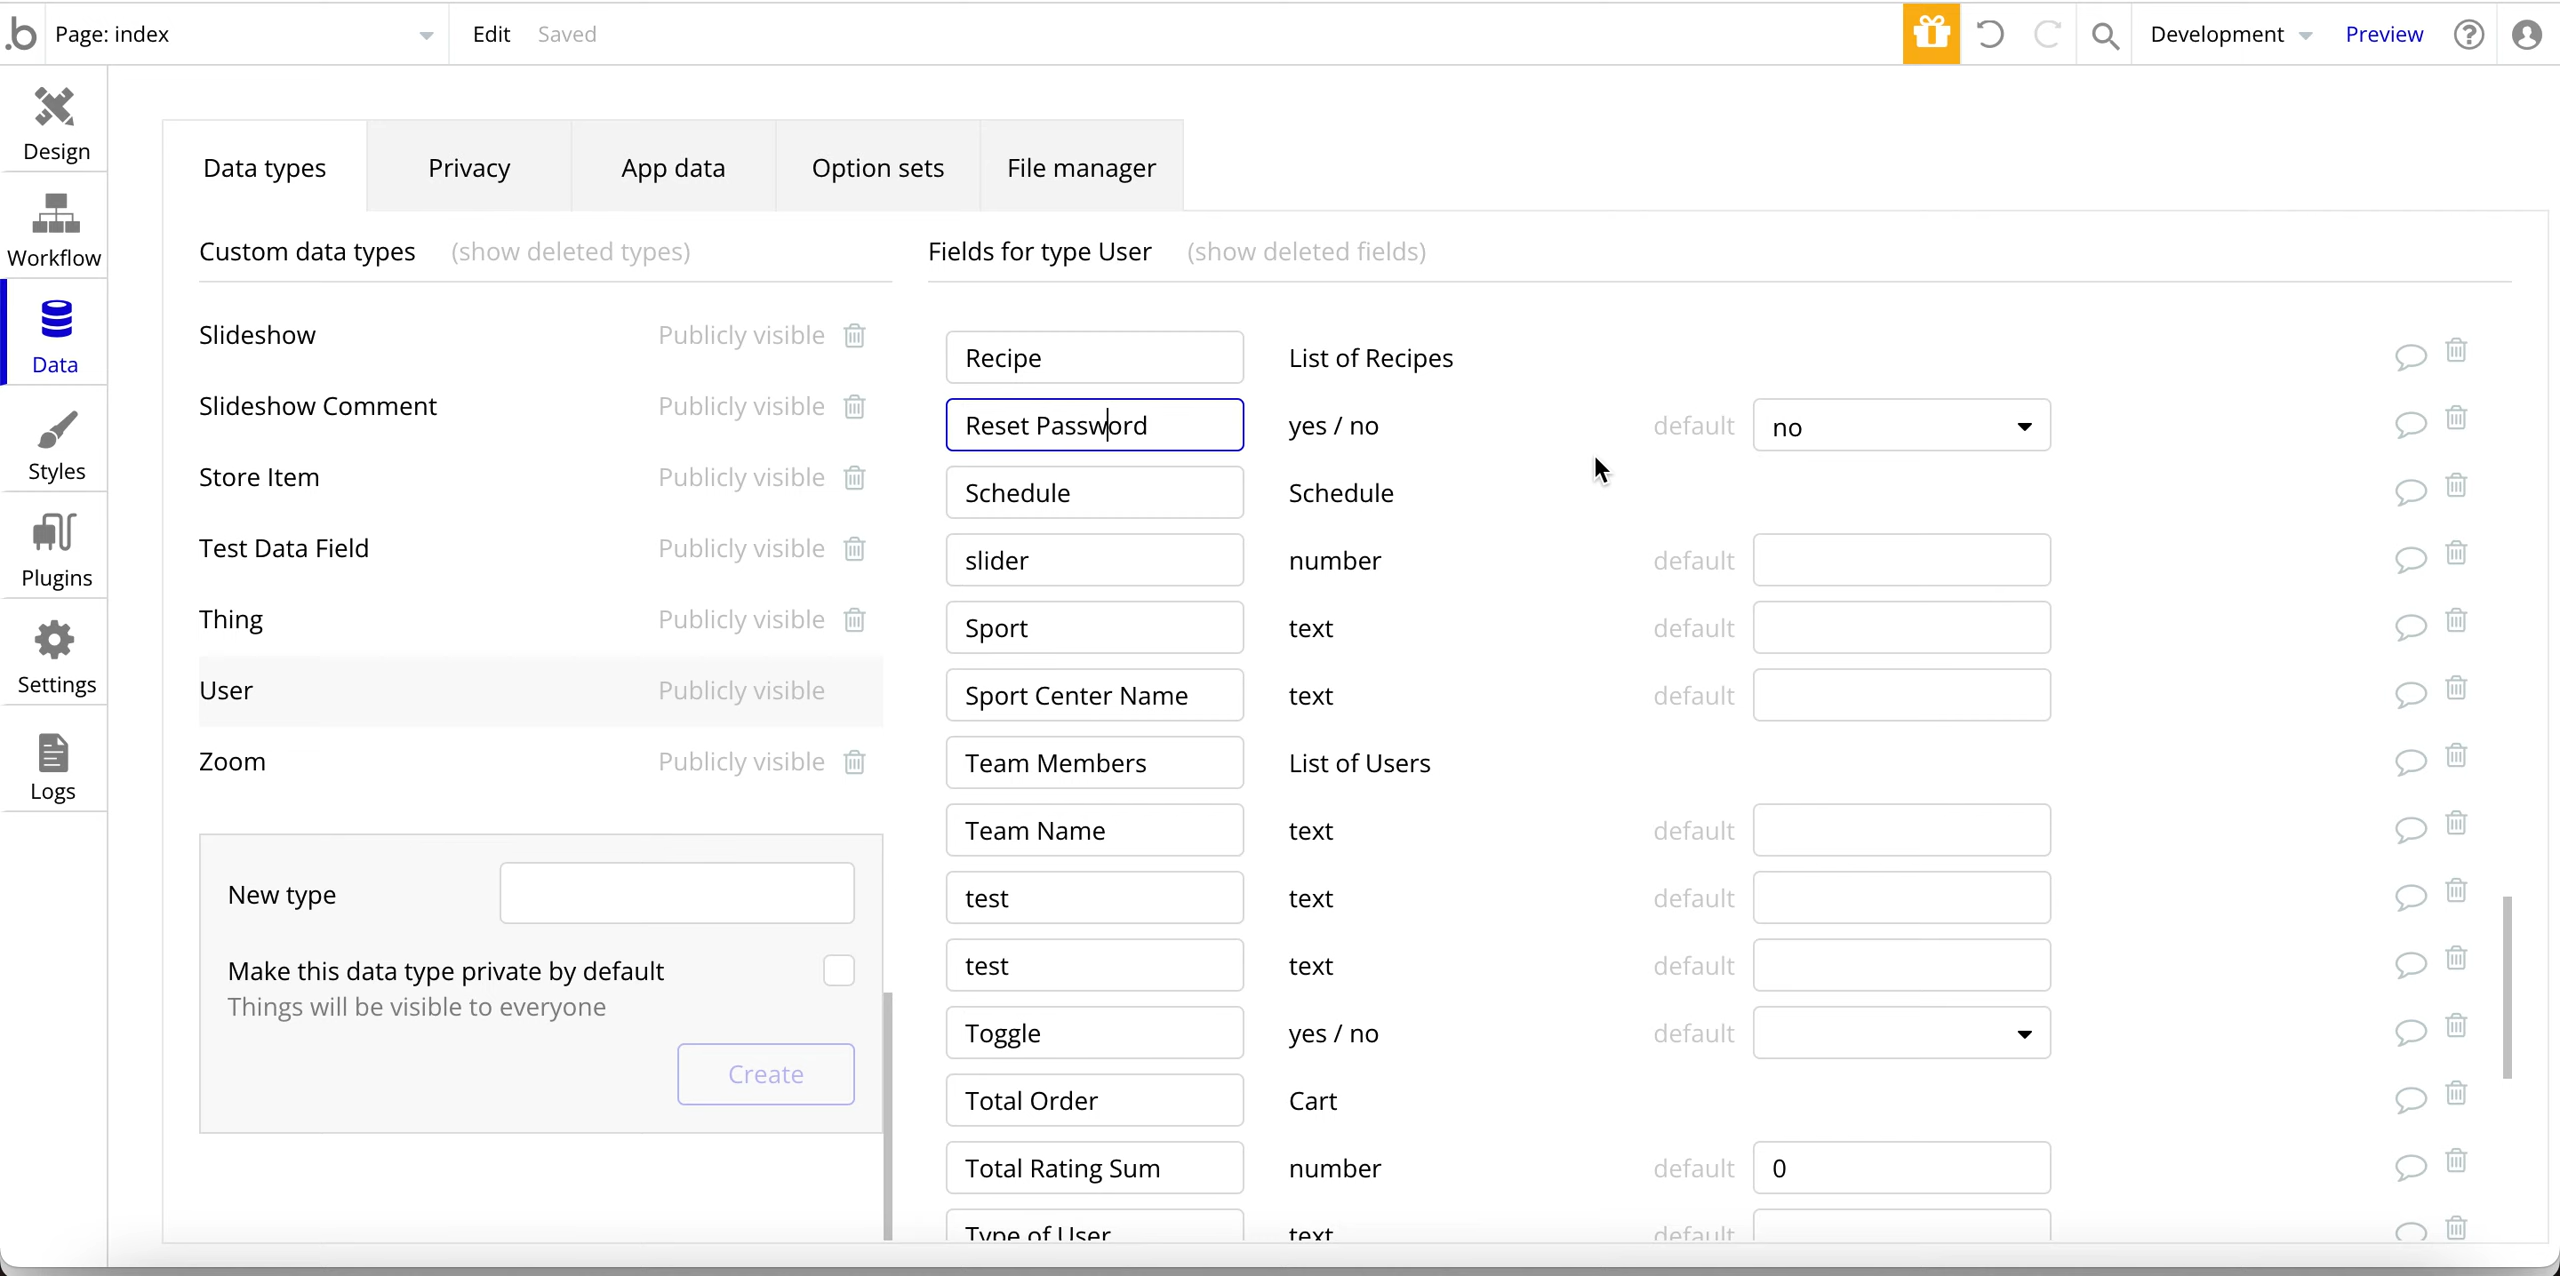 .b Page: index Edit Saved Development Preview ?
Design
Workflow
Data
Styles
Plugins
Settings
Logs
Data types Privacy App data Option sets File manager
Custom data types (show deleted types)
Slideshow Publicly visible
Slideshow Comment Publicly visible
Store Item Publicly visible
Test Data Field Publicly visible
Thing Publicly visible
User Publicly visible
Zoom Publicly visible
New type
Make this data type private by default
Things will be visible to everyone
Create
Fields for type User (show deleted fields)
Recipe List of Recipes
Reset Password yes / no default no
Schedule Schedule
slider number default
Sport text default
Sport Center Name text default
Team Members List of Users
Team Name text default
test text default
test text default
Toggle yes / no default
Total Order Cart
Total Rating Sum number default 0
Type of User text default